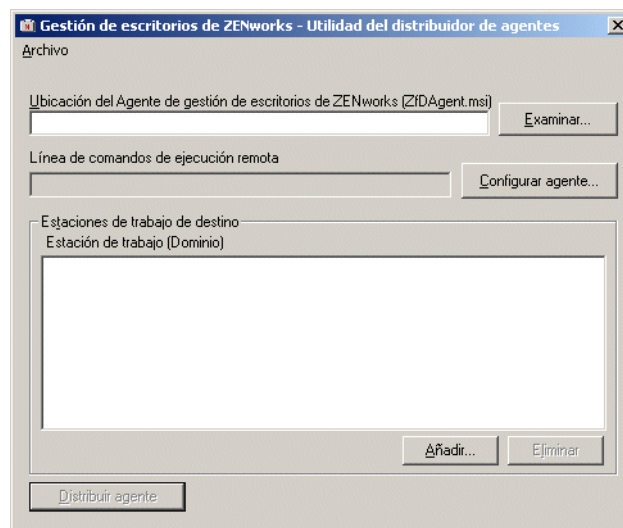 Gestión de escritorios de ZENworks - Utilidad del distribuidor de agentes
Archivo
Ubicación del Agente de gestión de escritorios de ZENworks (ZfDAgent.msi)
Examinar...
Línea de comandos de ejecución remota
Configurar agente...
Estaciones de trabajo de destino
Estación de trabajo (Dominio)
Añadir...
Eliminar
Distribuir agente